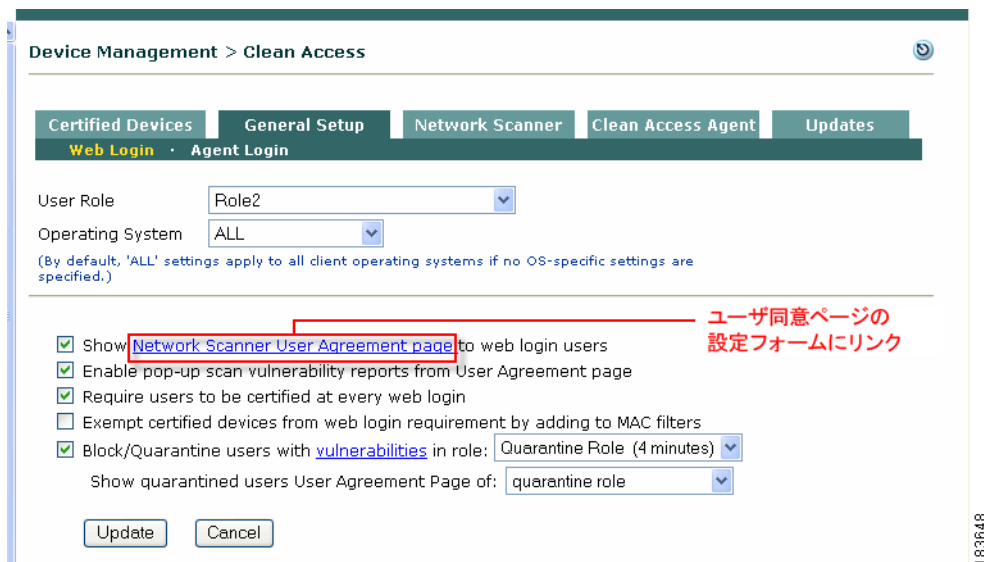 Device Management > Clean Access
Certified Devices General Setup Network Scanner Clean Access Agent Updates
Web Login · Agent Login
User Role Role2
Operating System ALL
(By default, 'ALL' settings apply to all client operating systems if no OS-specific settings are
specified.)
ユーザ同意ページの
設定フォームにリンク
Show Network Scanner User Agreement page to web login users
Enable pop-up scan vulnerability reports from User Agreement page
Require users to be certified at every web login
Exempt certified devices from web login requirement by adding to MAC filters
Block/Quarantine users with vulnerabilities in role: Quarantine Role (4 minutes)
Show quarantined users User Agreement Page of: quarantine role
Update Cancel
183648